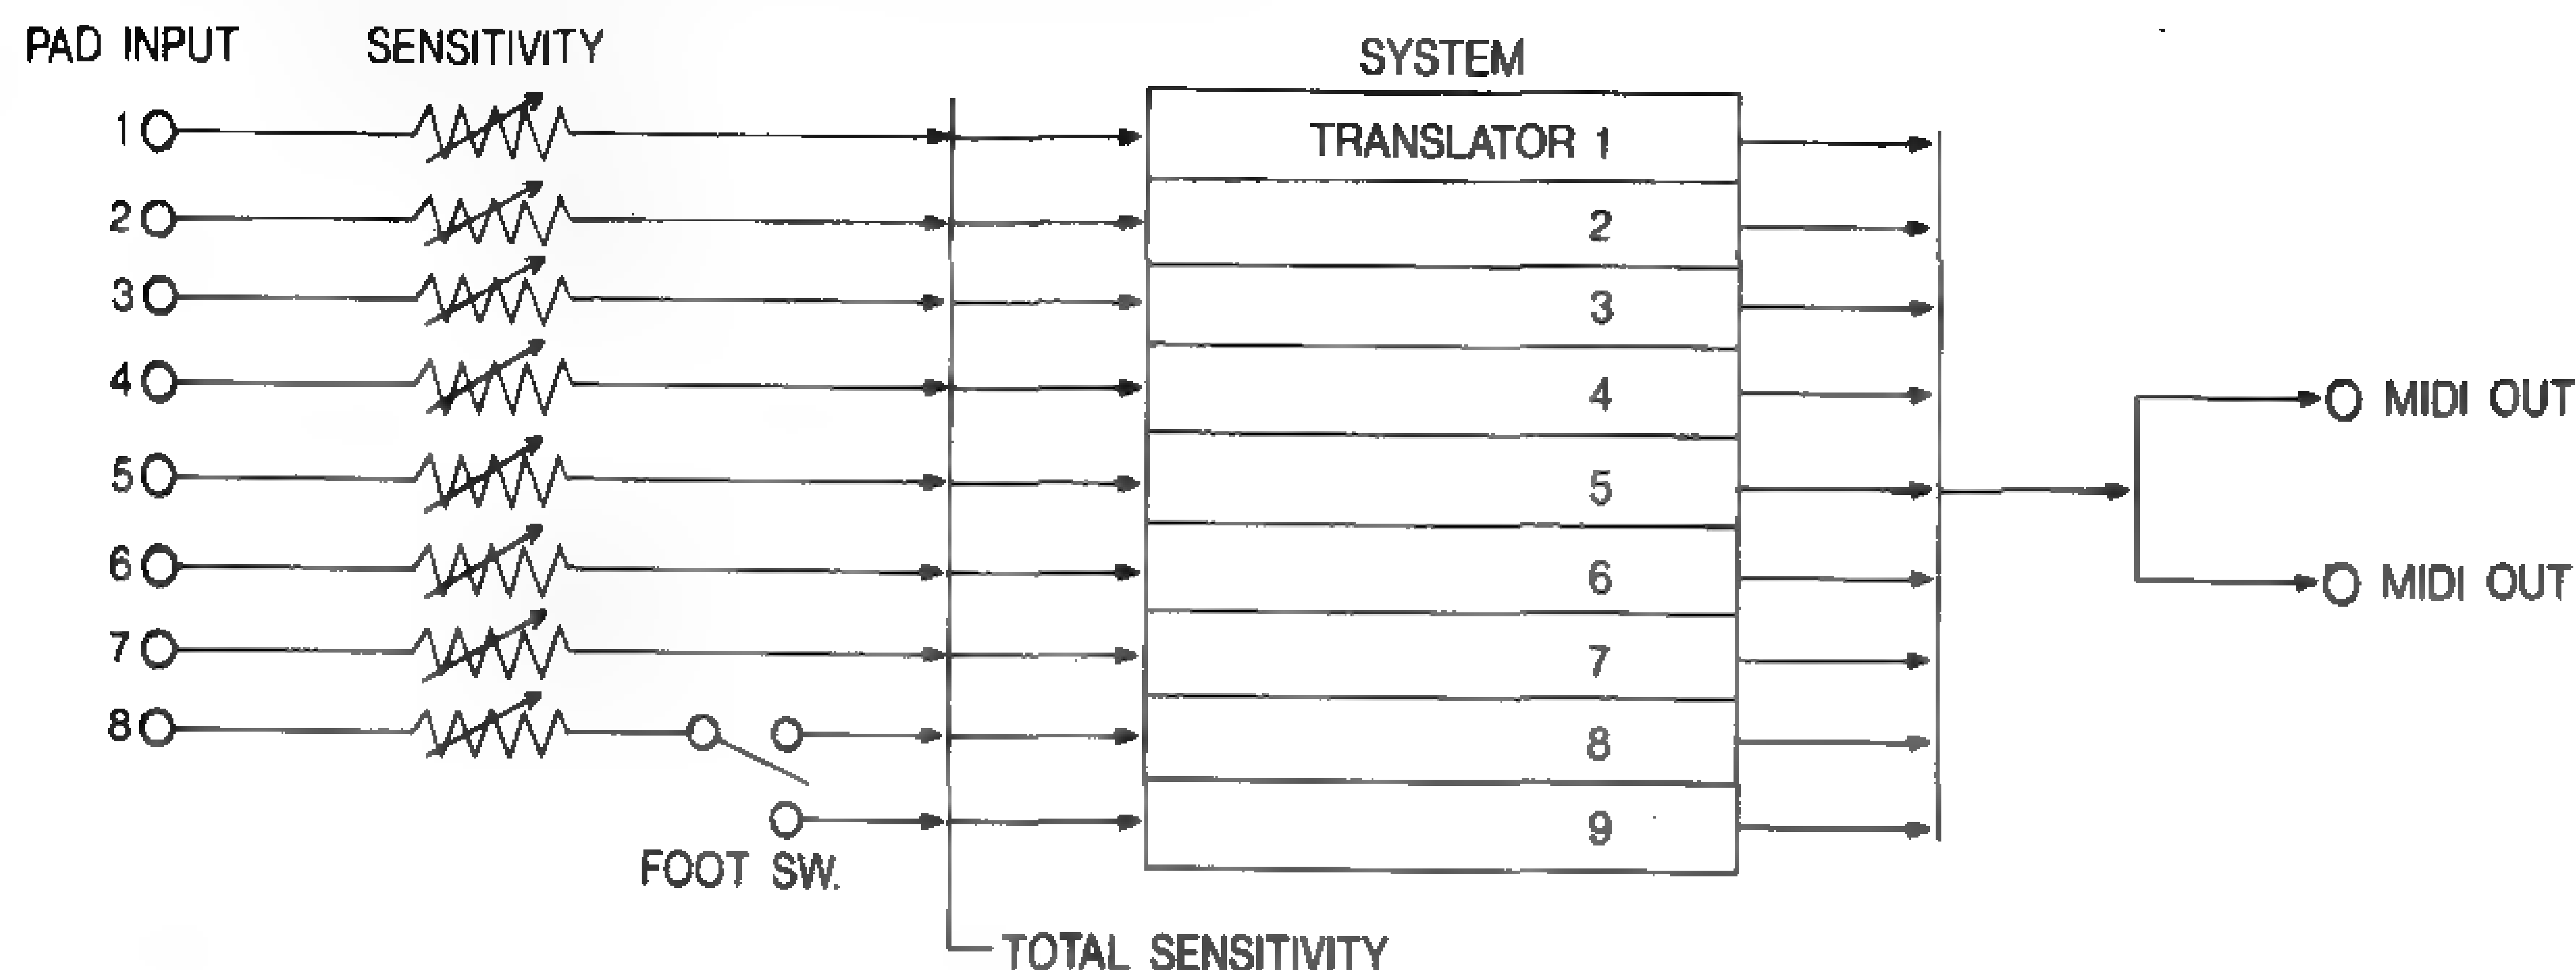 PAD INPUT
SENSITIVITY
SYSTEM
1
TRANSLATOR 1
2
2
3
3
4
4
MIDI OUT
5
5
6
6
MIDI OUT
7
7
8
8
9
FOOT SW.
TOTAL SENSITIVITY